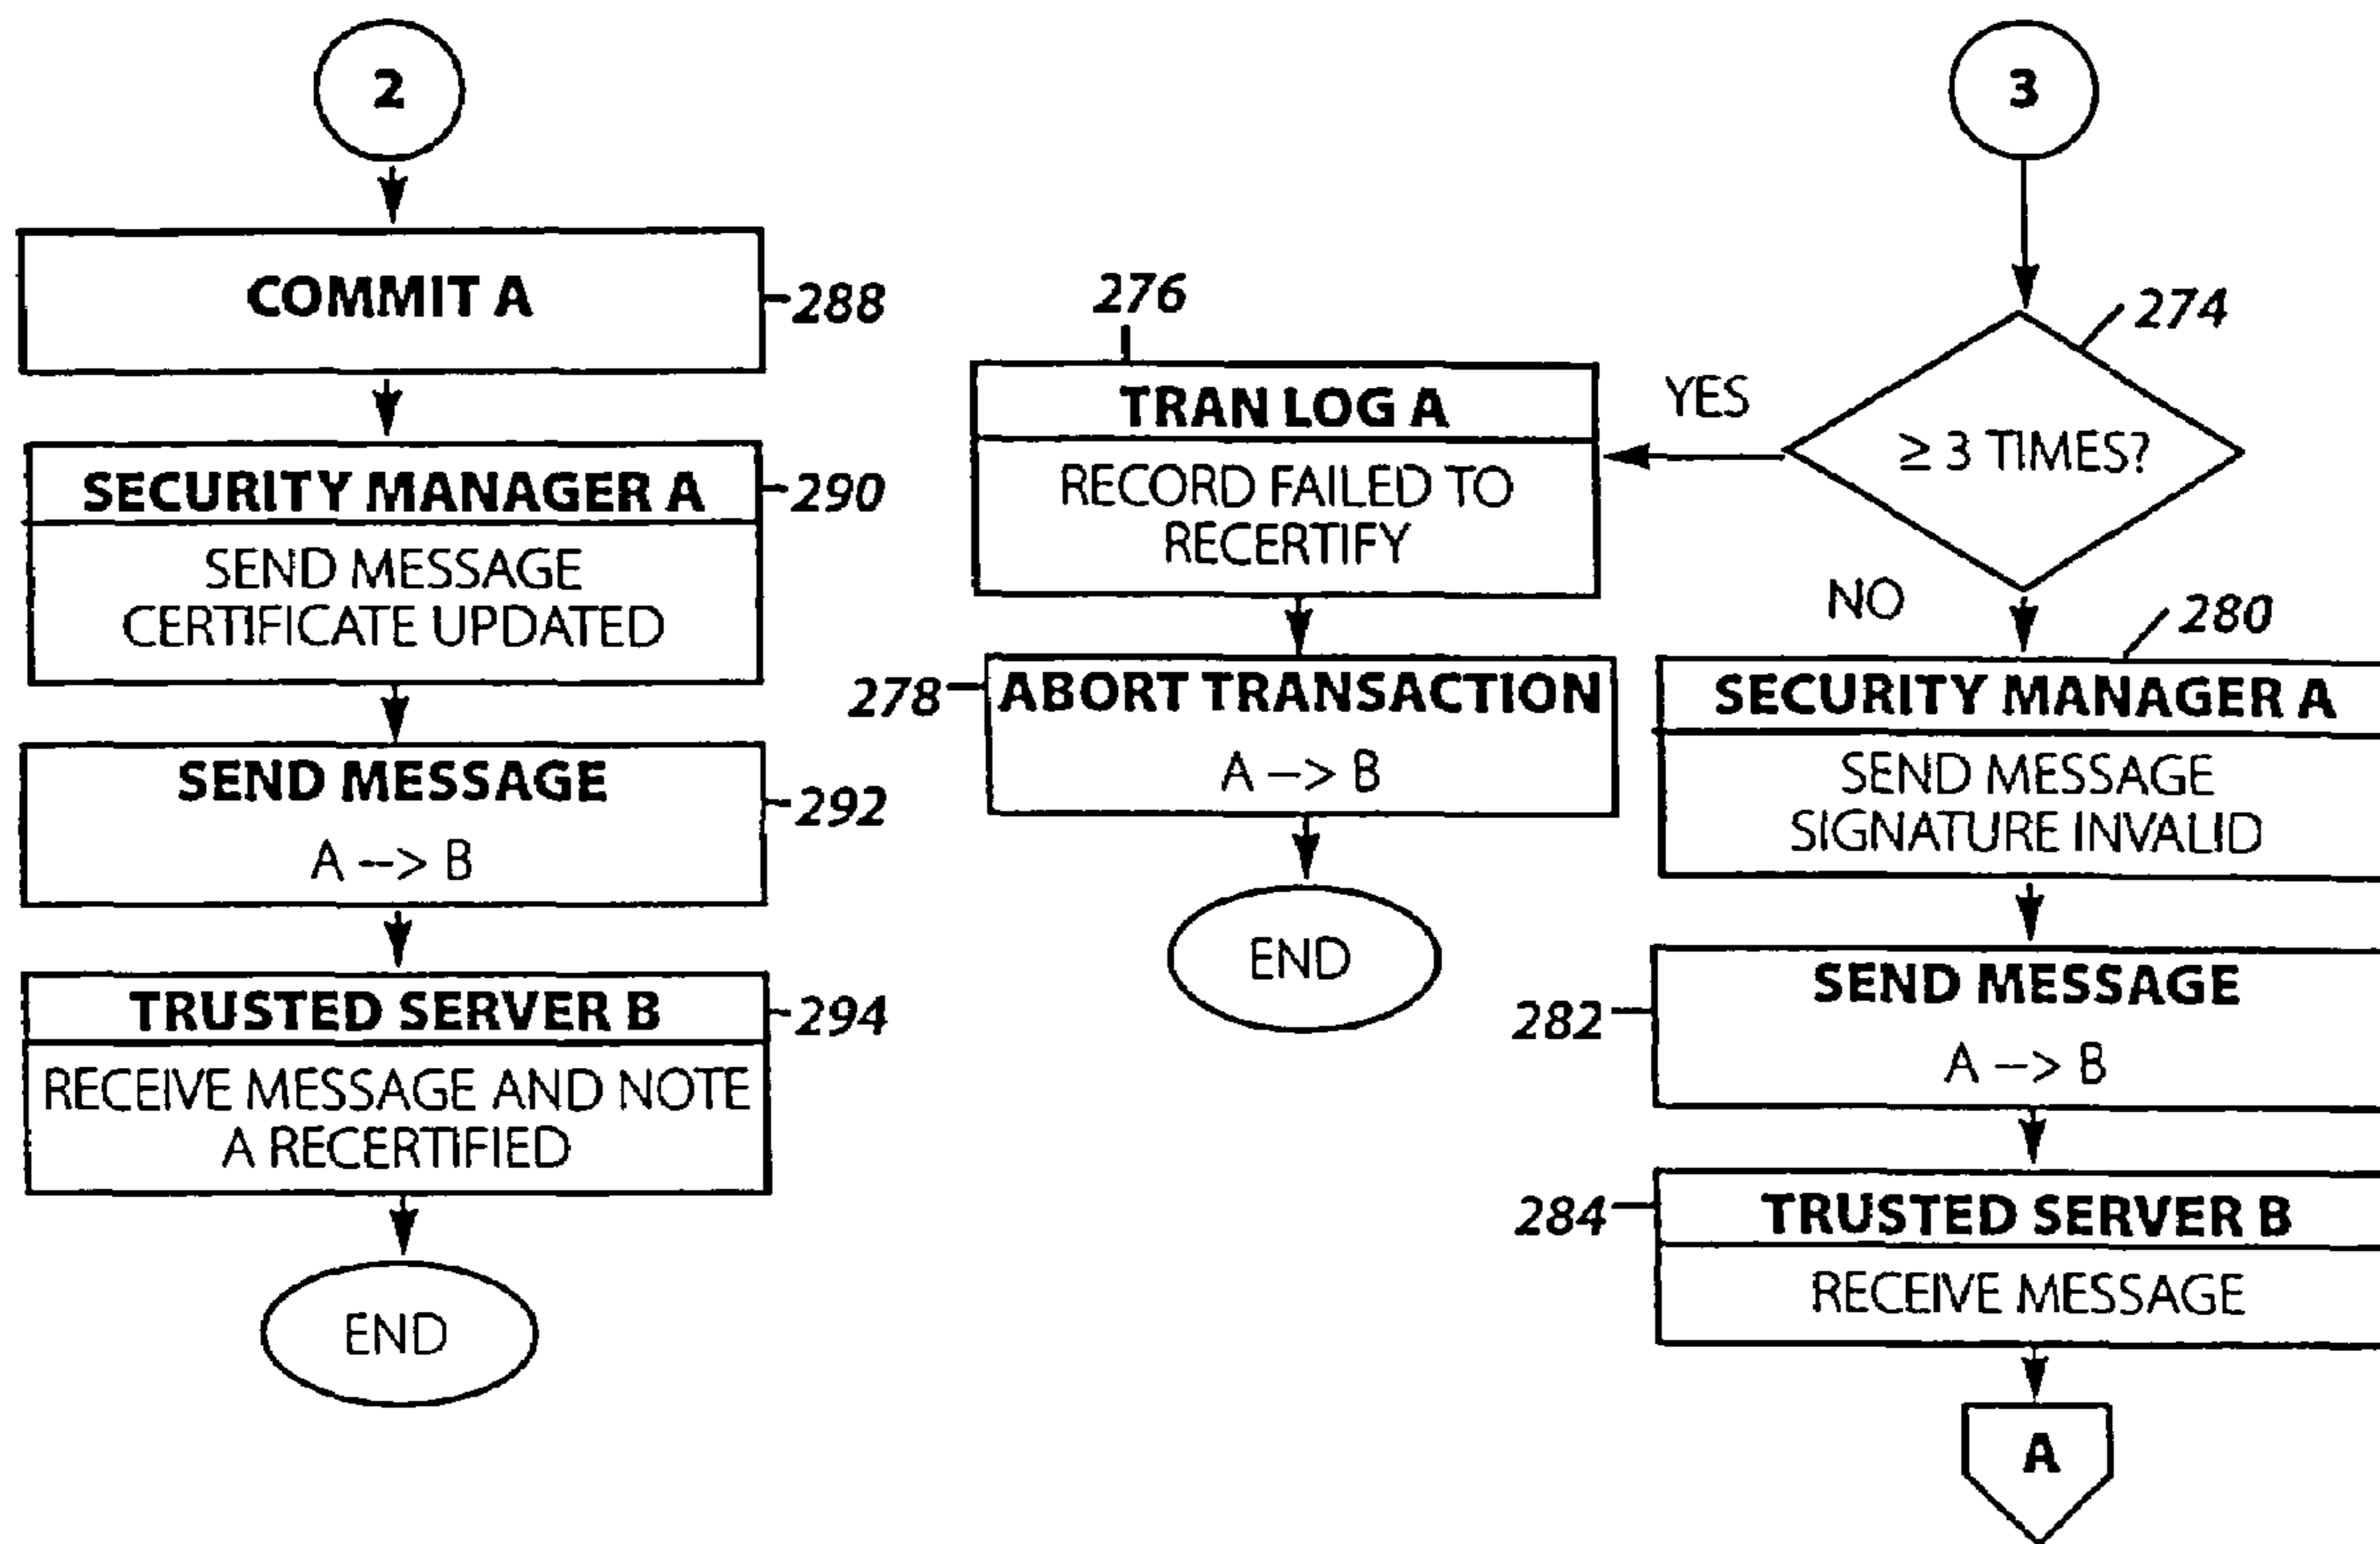 2
COMMIT A
288
SECURITY MANAGER A
290
SEND MESSAGE
CERTIFICATE UPDATED
SEND MESSAGE
292
A --> B
TRUSTED SERVER B
294
RECEIVE MESSAGE AND NOTE
A RECERTIFIED
END
276
TRAN LOG A
RECORD FAILED TO
RECERTIFY
278
ABORT TRANSACTION
A --> B
END
3
274
≥ 3 TIMES?
YES
NO
280
SECURITY MANAGER A
SEND MESSAGE
SIGNATURE INVALID
SEND MESSAGE
282
A --> B
284
TRUSTED SERVER B
RECEIVE MESSAGE
A